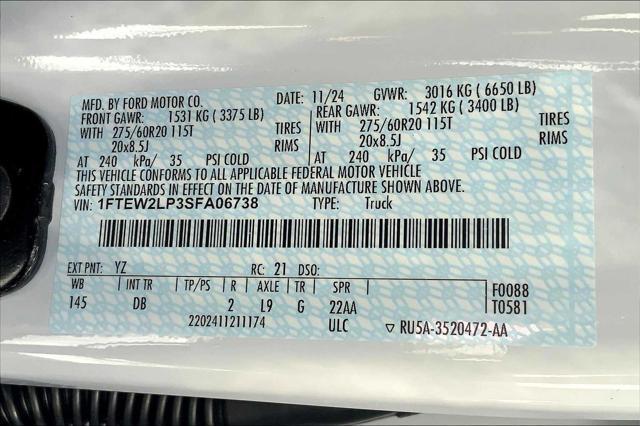 MFD. BY FORD MOTOR CO. DATE: 11/24 GVWR: 3016 KG ( 6650 LB)
FRONT GAWR: 1531 KG ( 3375 LB) REAR GAWR: 1542 KG ( 3400 LB)
WITH 275/60R20 115T TIRES WITH 275/60R20 115T TIRES
20x8.5J RIMS 20x8.5J RIMS
AT 240 kPa/ 35 PSI COLD AT 240 kPa/ 35 PSI COLD
THIS VEHICLE CONFORMS TO ALL APPLICABLE FEDERAL MOTOR VEHICLE
SAFETY STANDARDS IN EFFECT ON THE DATE OF MANUFACTURE SHOWN ABOVE.
VIN: 1FTEW2LP3SFA06738 TYPE: Truck
EXT PNT: YZ RC: 21 DSO:
WB INT TR TP/PS R AXLE TR SPR F0088
145 DB 2 L9 G 22AA T0581
2202411211174 ULC ▽ RU5A-3520472-AA